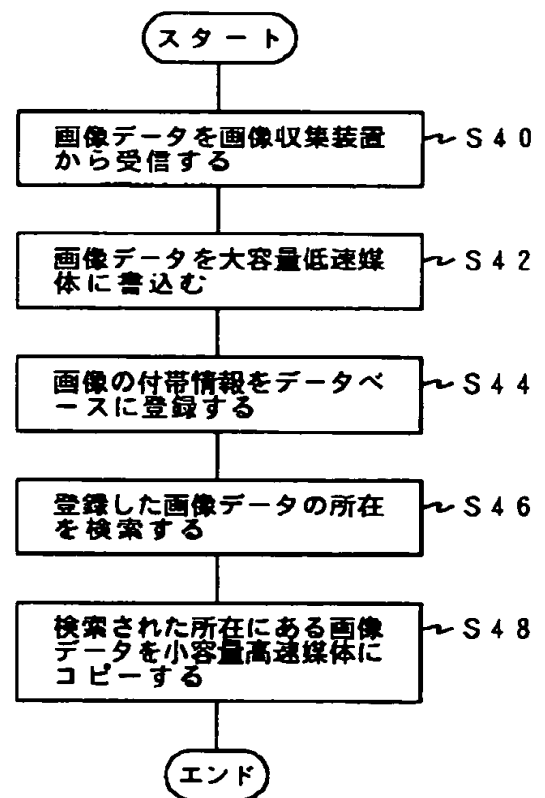 スタート
画像データを画像収集装置
から受信する
S40
画像データを大容量低速媒
体に書込む
S42
画像の付帯情報をデータベ
ースに登録する
S44
登録した画像データの所在
を検索する
S46
検索された所在にある画像
データを小容量高速媒体に
コピーする
S48
エンド